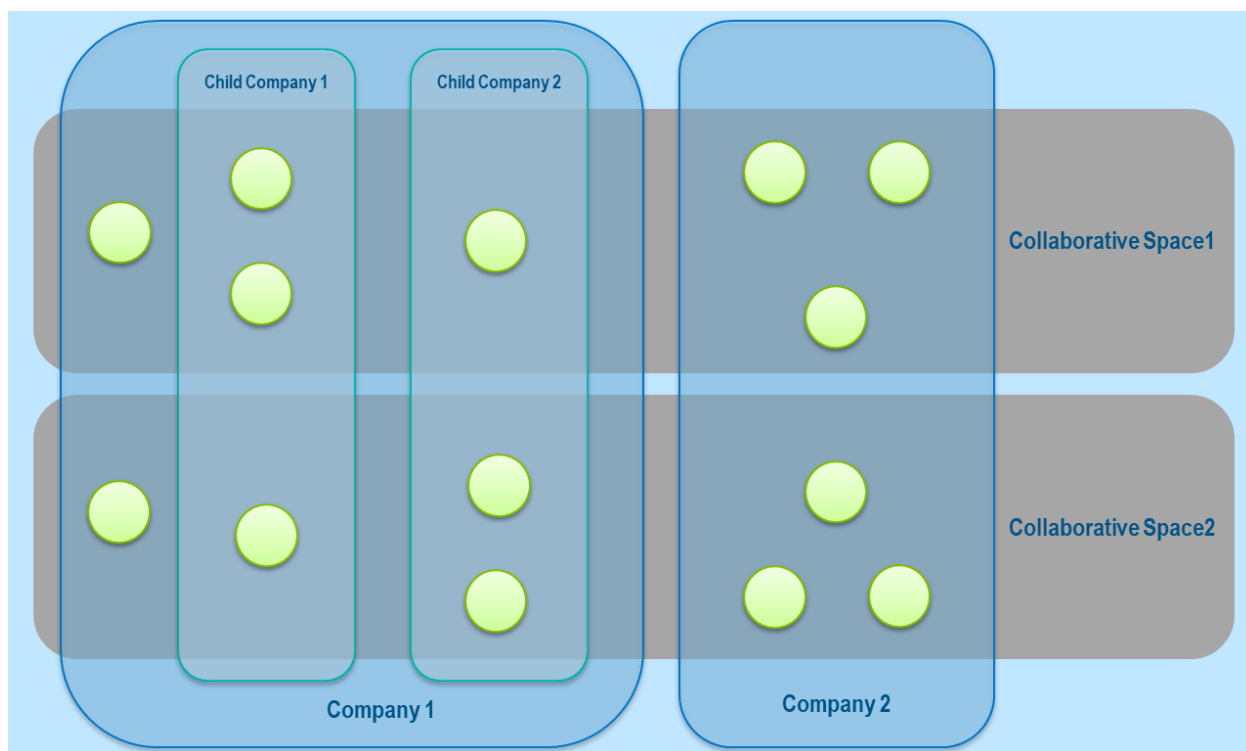 Child Company 1
Child Company 2
Collaborative Space1
Collaborative Space2
Company 1
Company 2